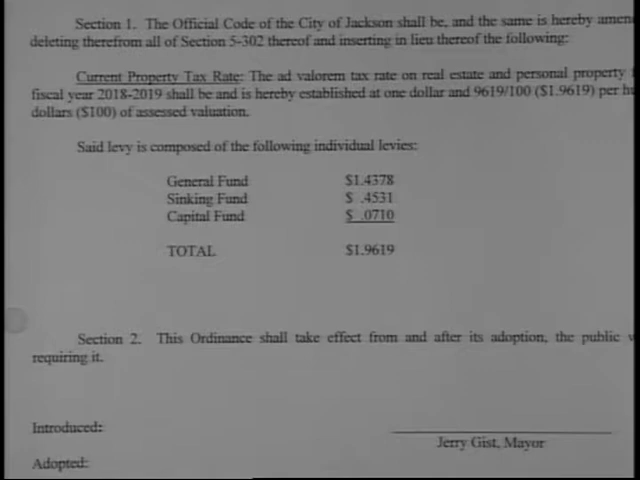 Section 1. The Official Code of the City of Jackson shall be, and the same is hereby
deleting therefrom all of Section 5-302 thereof and inserting in lieu thereof the following:
Current Property Tax Rate: The ad valorem tax rate on real estate and personal property
fiscal year 2018-2019 shall be and is hereby established at one dollar and 9619/100 ($1.9619) per
dollars ($100) of assessed valuation.
Said levy is composed of the following individual levies:
General Fund $1.4378
Sinking Fund $ .4531
Capital Fund $ .0710
TOTAL $1.9619
Section 2. This Ordinance shall take effect from and after its adoption, the public
requiring it.
Introduced:
Jerry Gist, Mayor
Adopted: